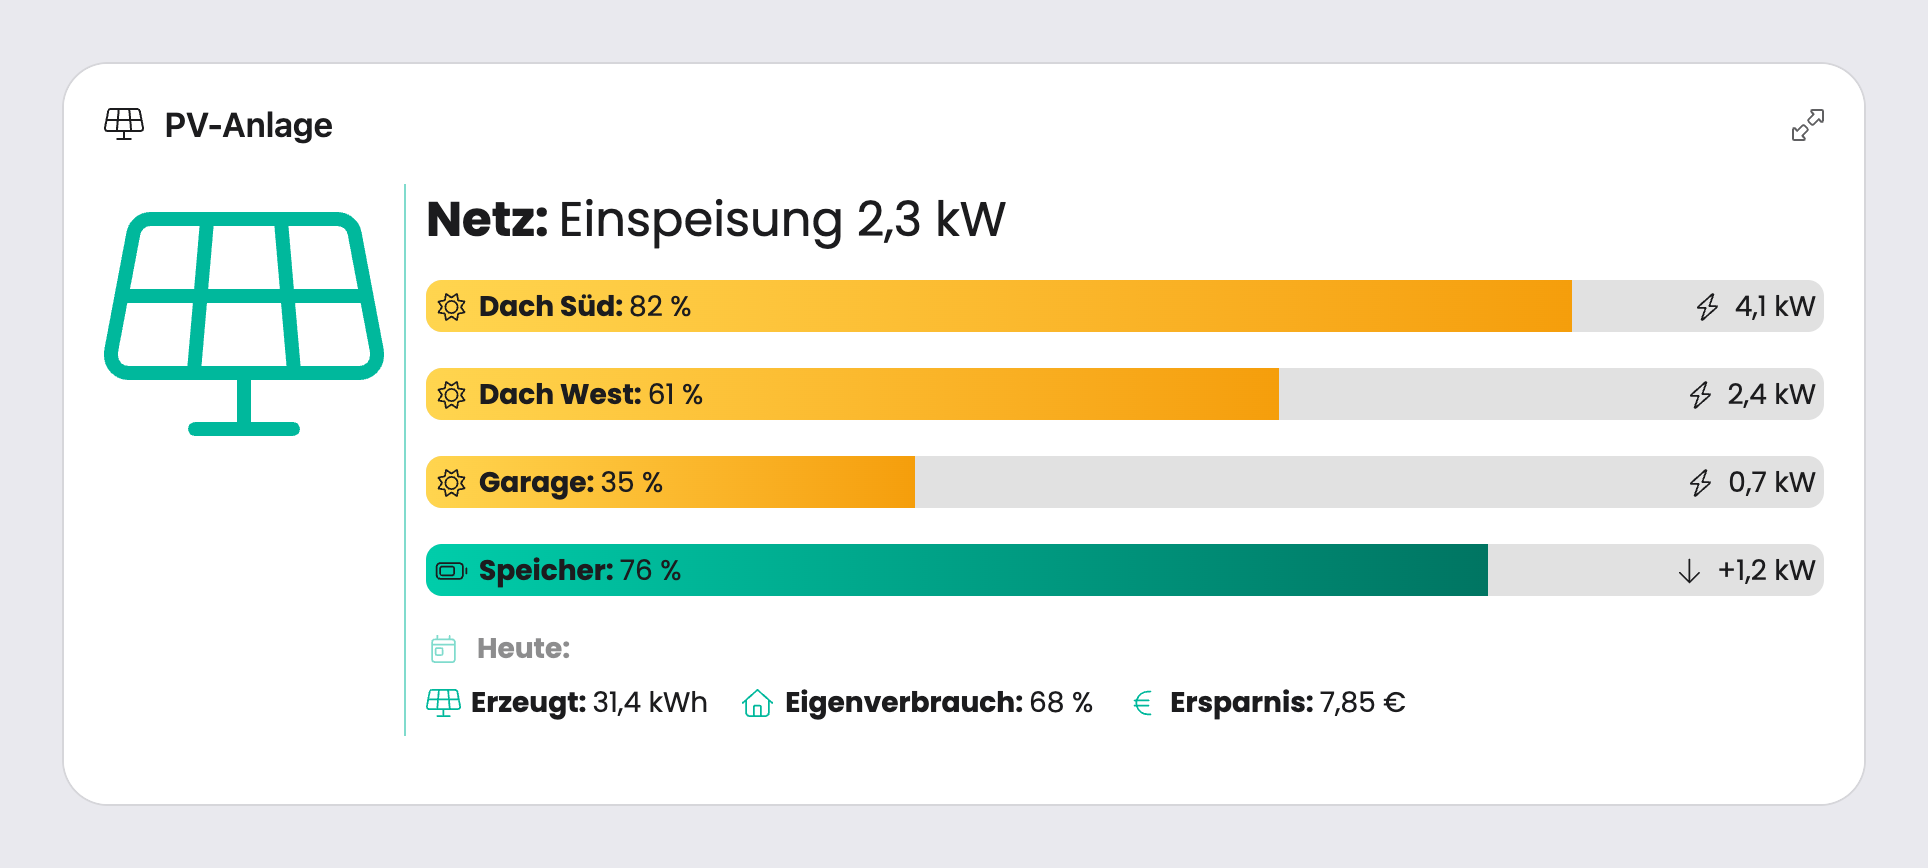 PV-Anlage
Netz: Einspeisung 2,3 kW
Dach Süd: 82 % 4,1 kW
Dach West: 61 % 2,4 kW
Garage: 35 % 0,7 kW
Speicher: 76 % +1,2 kW
Heute:
Erzeugt: 31,4 kWh Eigenverbrauch: 68 % Ersparnis: 7,85 €